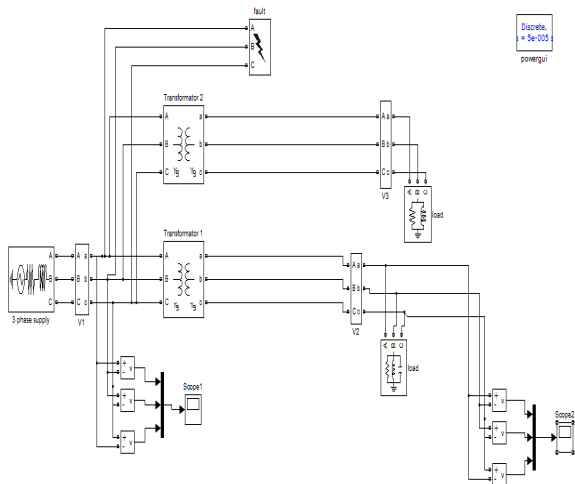 fault
A
B
C
Discrete,
s = 5e-005 s
powergui
Transformator 2
A a
B b
C Yg Yg c
A a
B b
C c
V3
A B C
load
Transformator 1
A a
B b
C Yg Yg c
A
B
C
3 phase supply
A a
B b
C c
V1
A a
B b
C c
V2
A B C
load
+
- v
+
- v
+
- v
Scope1
+
- v
+
- v
+
- v
Scope2